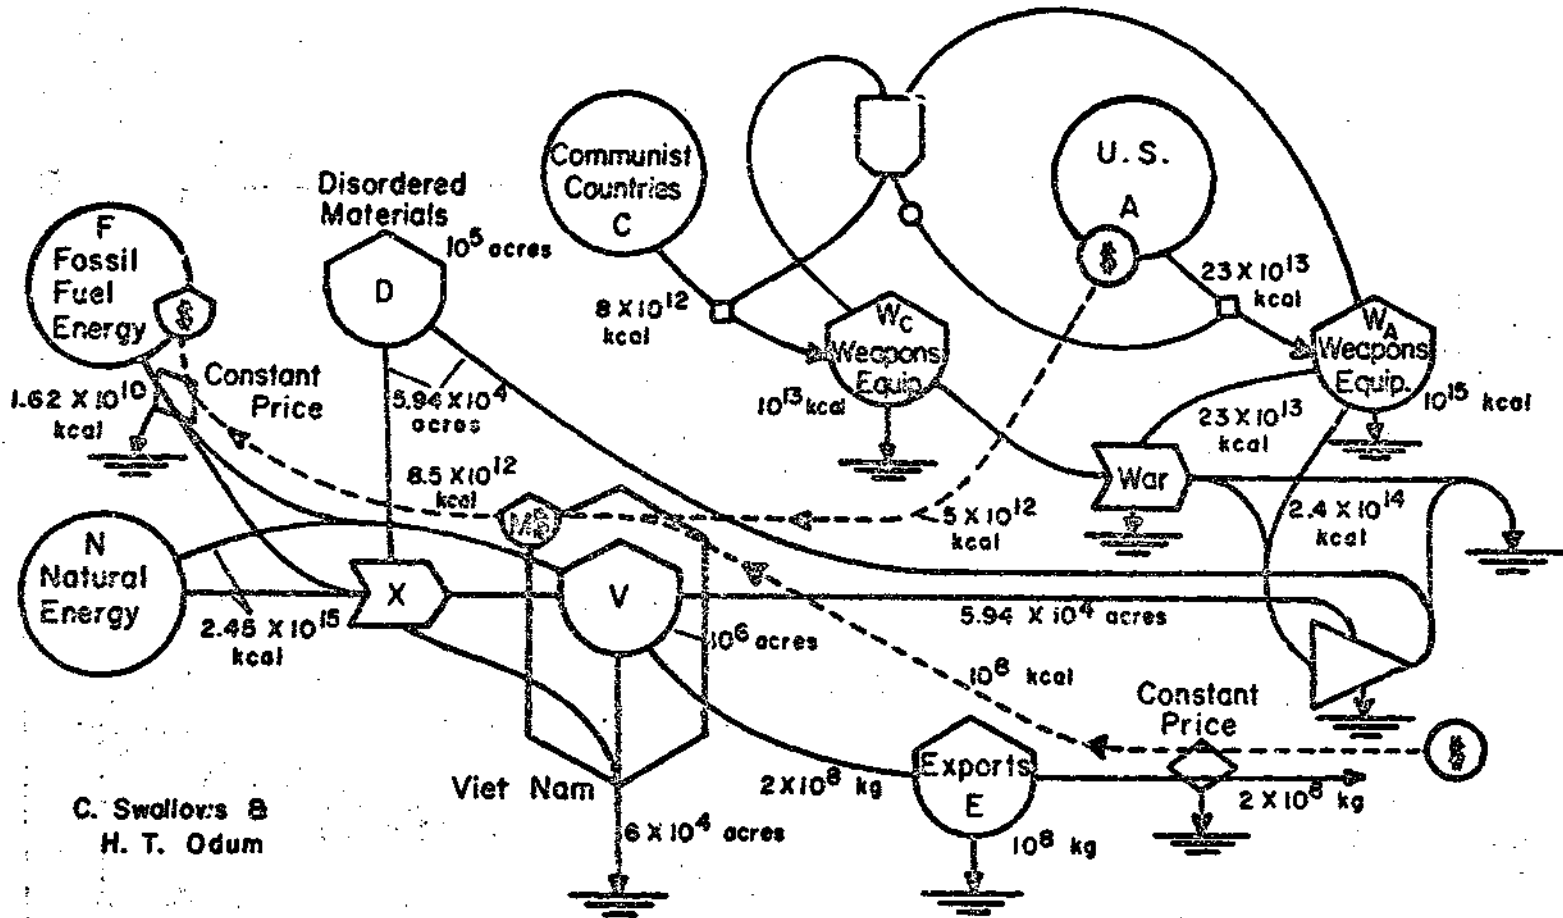 Communist
Countries
C
U. S.
A
$
Disordered
Materials
10⁵ acres
D
F
Fossil
Fuel
Energy
$
8 X 10¹²
kcal
23 X 10¹³
kcal
W_C
Weapons
Equip.
10¹³ kcal
W_A
Weapons
Equip.
10¹⁵ kcal
Constant
Price
1.62 X 10¹⁰
kcal
5.94 X 10⁴
acres
23 X 10¹³
kcal
War
8.5 X 10¹²
kcal
5 X 10¹²
kcal
2.4 X 10¹⁴
kcal
N
Natural
Energy
X
V
2.45 X 10¹⁵
kcal
10⁶ acres
5.94 X 10⁴ acres
10⁸ kcal
Constant
Price
$
Exports
E
Viet Nam
2 X 10⁸ kg
2 X 10⁸ kg
C. Swallows &
H. T. Odum
6 X 10⁴ acres
10⁸ kg